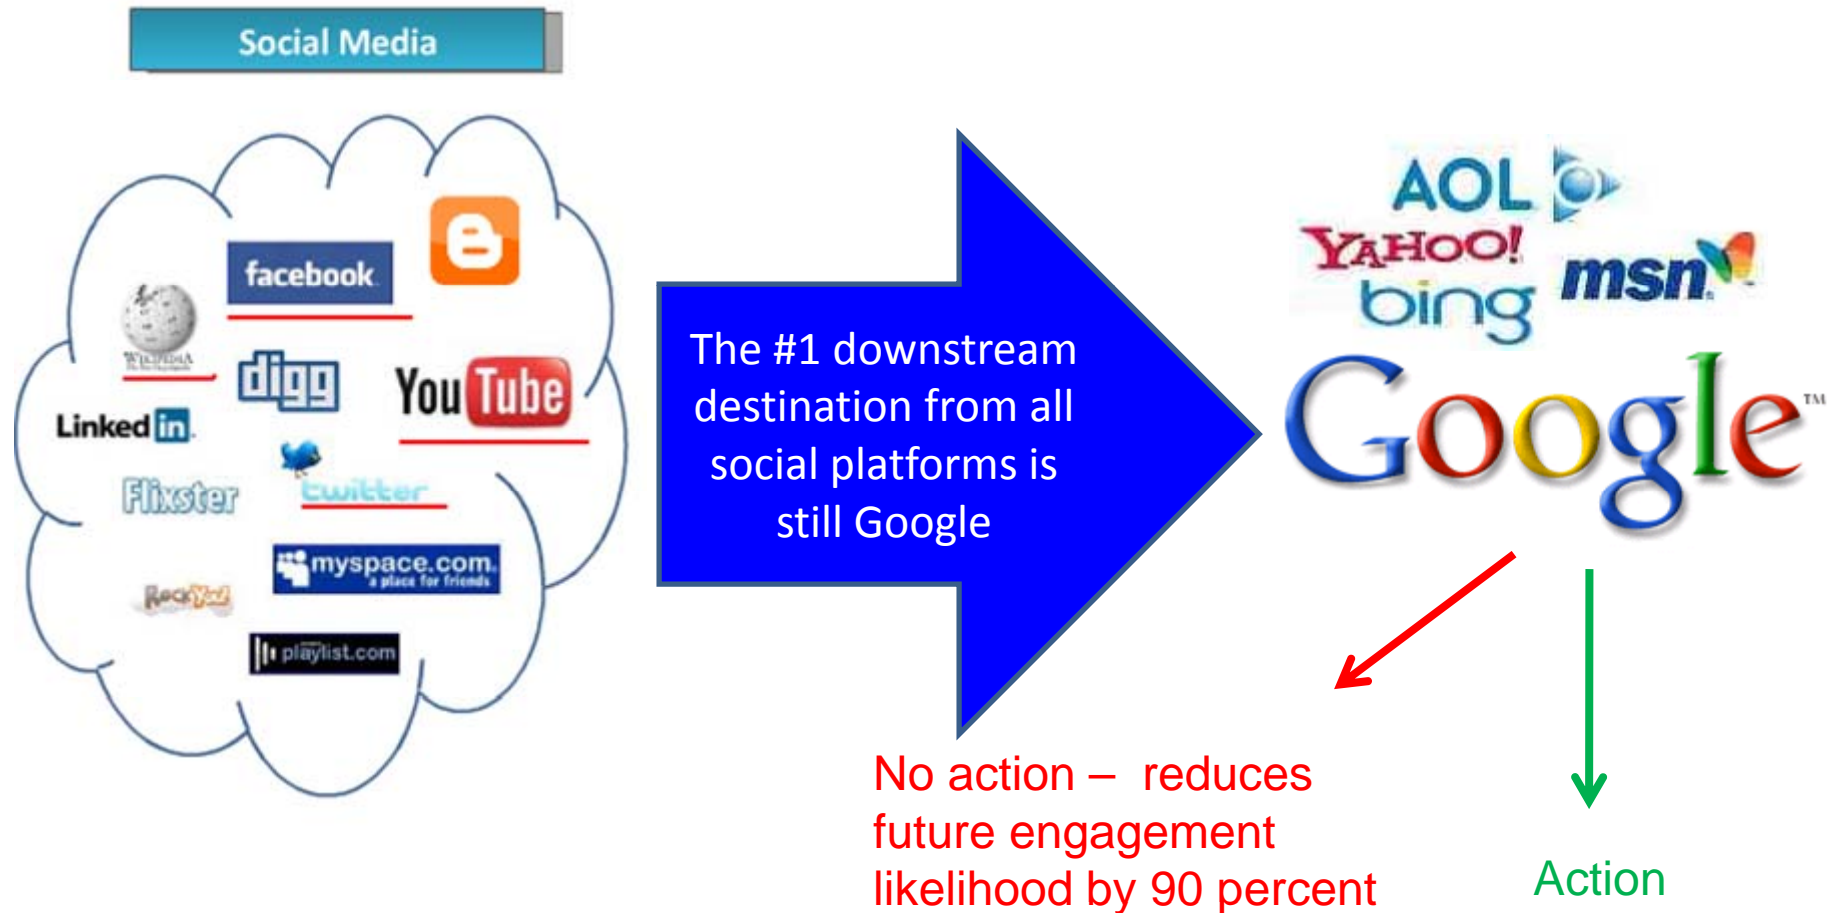 Social Media
facebook
WIKIPEDIA
digg
You Tube
Linked in.
Flixster
twitter
myspace.com.
a place for friends
RockYou!
playlist.com
The #1 downstream
destination from all
social platforms is
still Google
AOL
YAHOO!
msn
bing
Google™
No action – reduces
future engagement
likelihood by 90 percent
Action